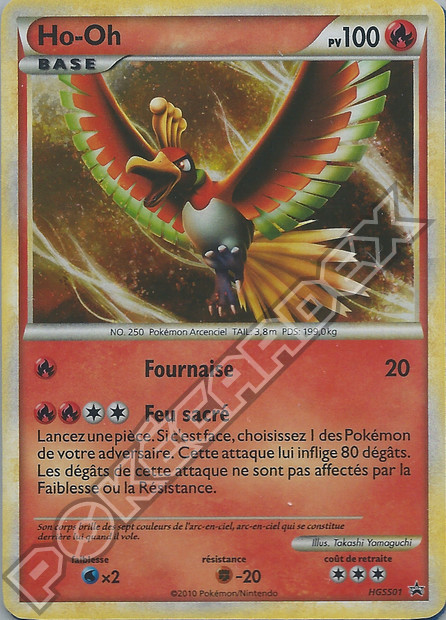 Ho-Oh PV100
BASE
NO. 250 Pokémon Arcenciel TAIL: 3,8m PDS: 199,0kg
Fournaise 20
Feu sacré
Lancez une pièce. Si c'est face, choisissez 1 des Pokémon
de votre adversaire. Cette attaque lui inflige 80 dégâts.
Les dégâts de cette attaque ne sont pas affectés par la
Faiblesse ou la Résistance.
Son corps brille des sept couleurs de l'arc-en-ciel, arc-en-ciel qui se constitue
derrière lui quand il vole.
Illus. Takashi Yamaguchi
faiblesse résistance coût de retraite
×2 -20
©2010 Pokémon/Nintendo HGSS01
POKECARDEX